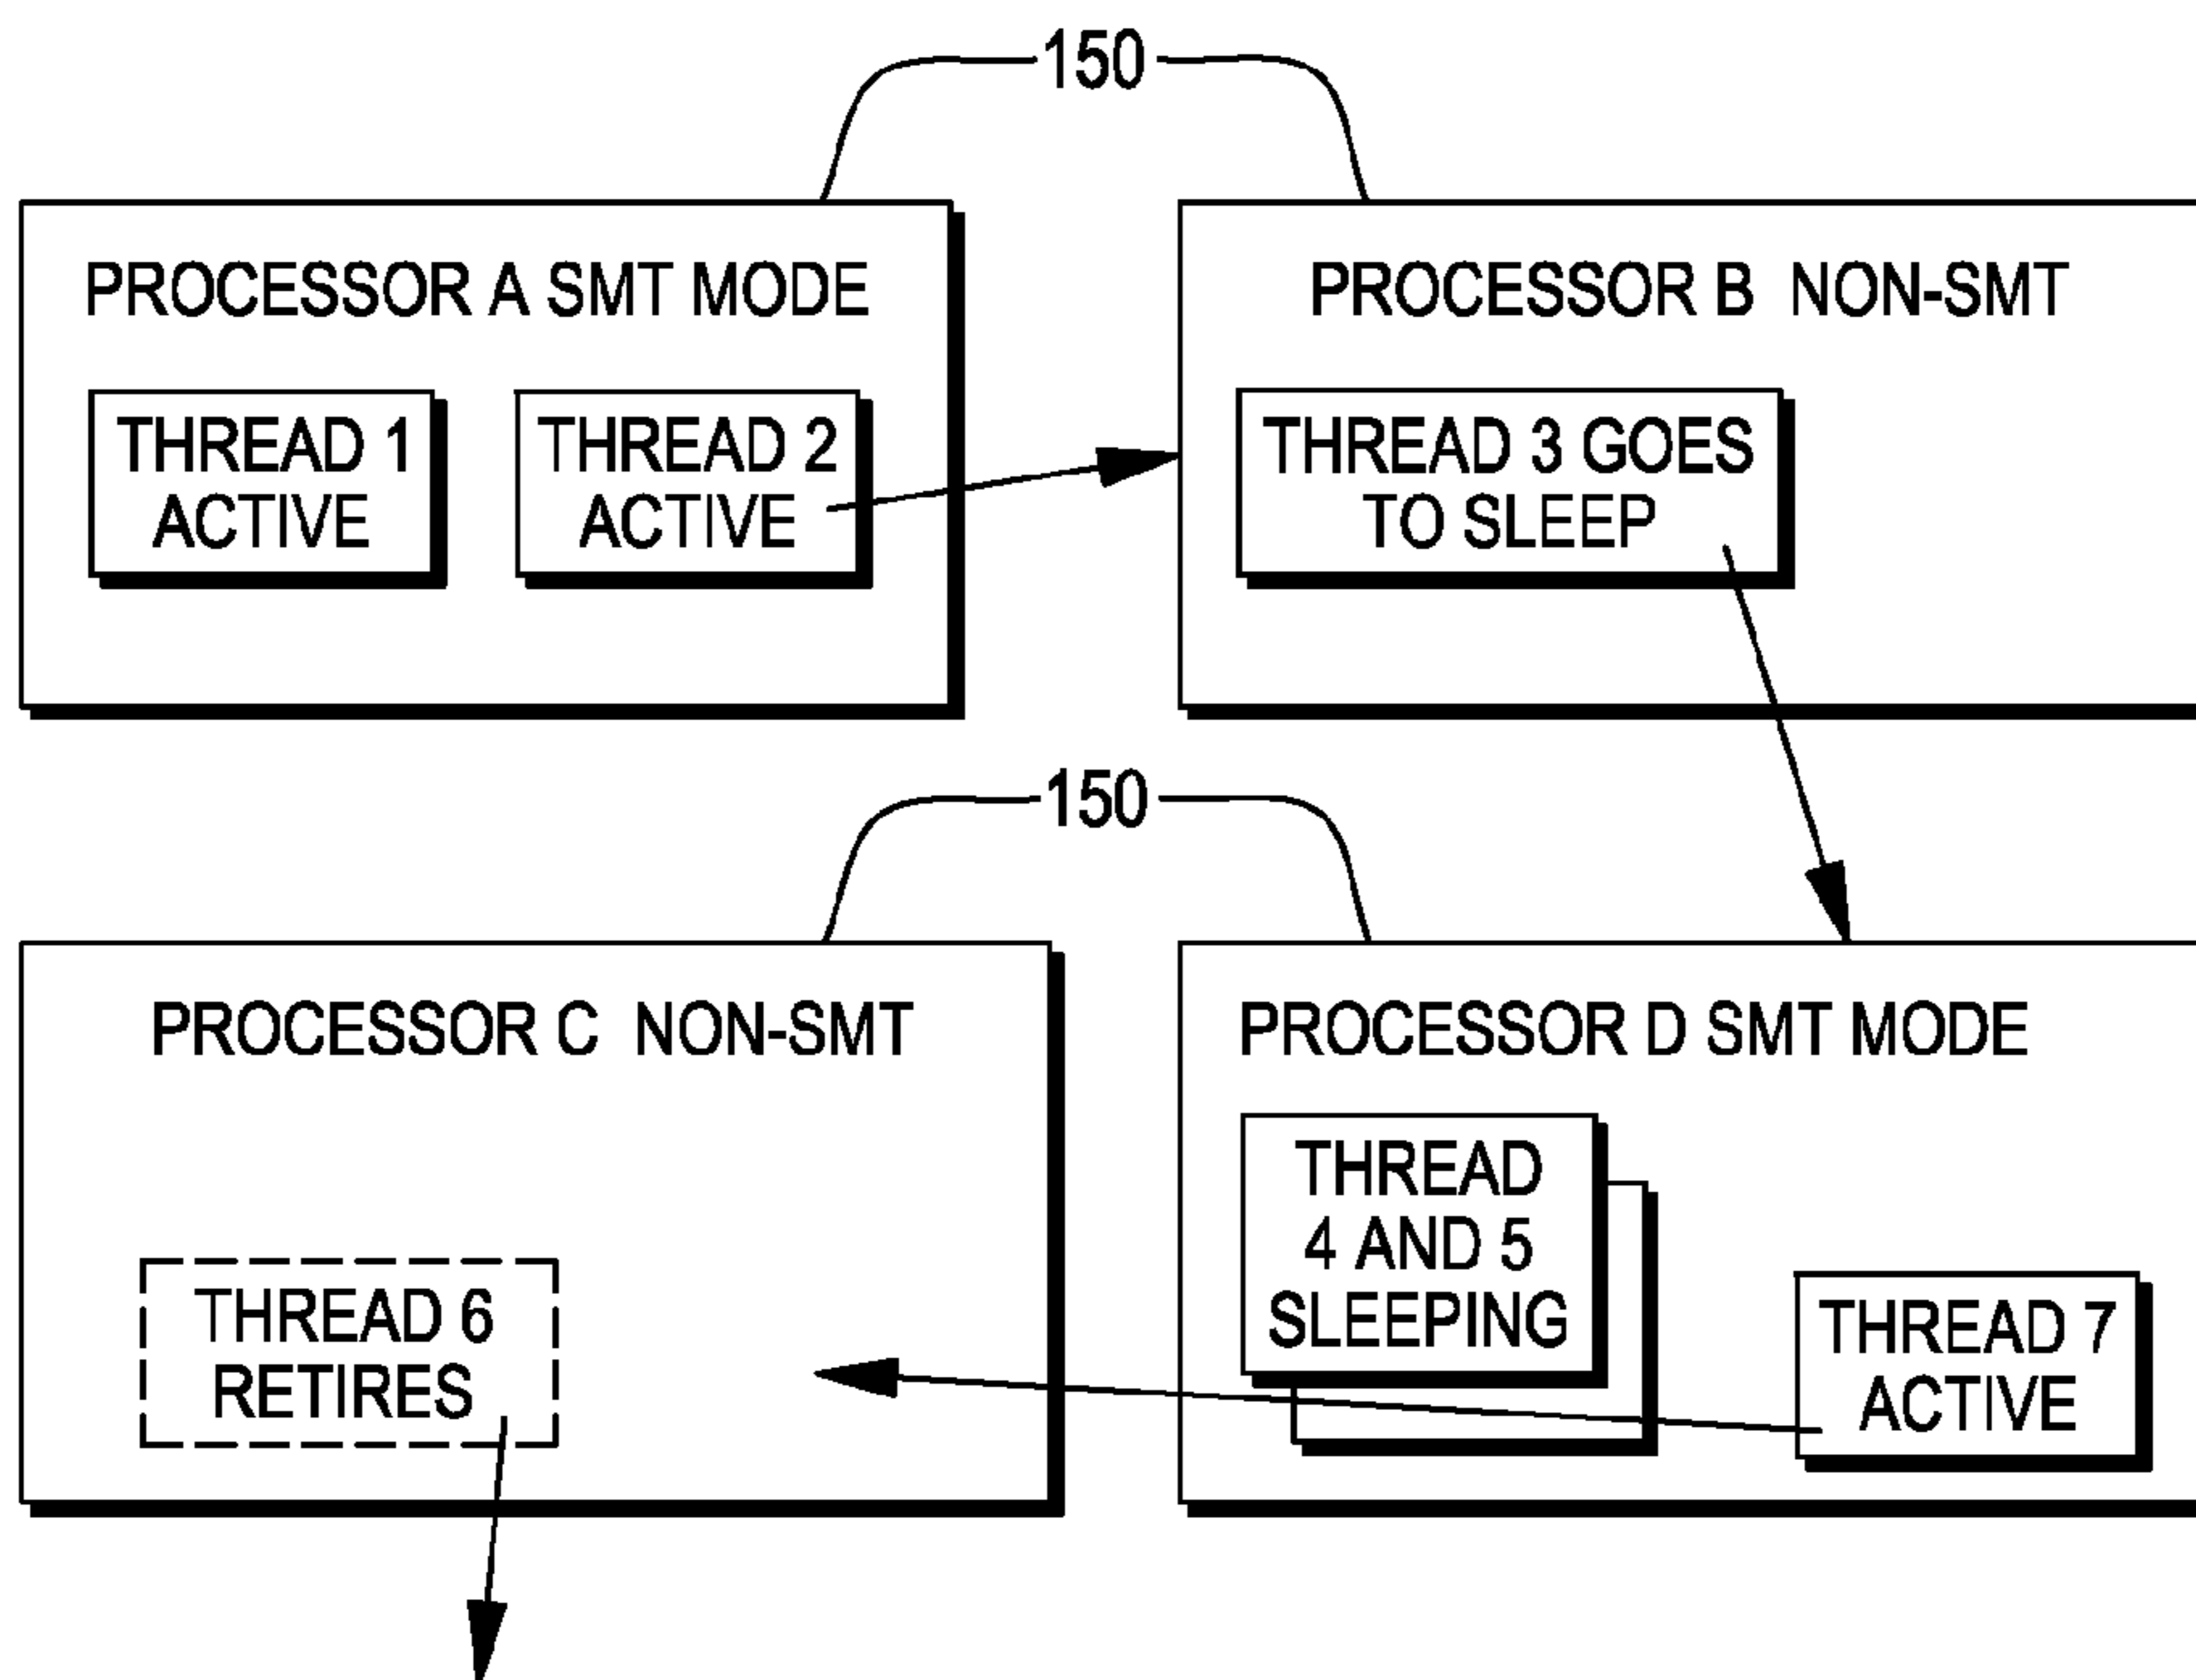 150
PROCESSOR A SMT MODE
THREAD 1
ACTIVE
THREAD 2
ACTIVE
PROCESSOR B NON-SMT
THREAD 3 GOES
TO SLEEP
150
PROCESSOR C NON-SMT
THREAD 6
RETIRES
PROCESSOR D SMT MODE
THREAD
4 AND 5
SLEEPING
THREAD 7
ACTIVE